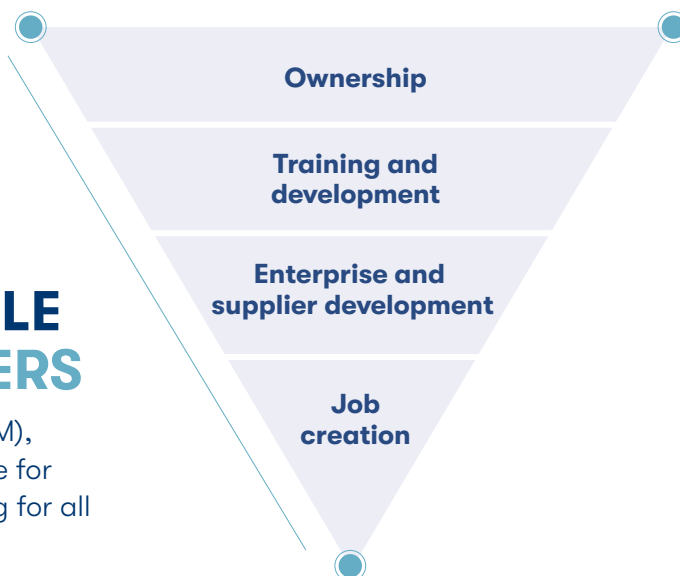 Ownership
Training and
development
Enterprise and
supplier development
Job
creation
LE
ERS
M),
e for
g for all